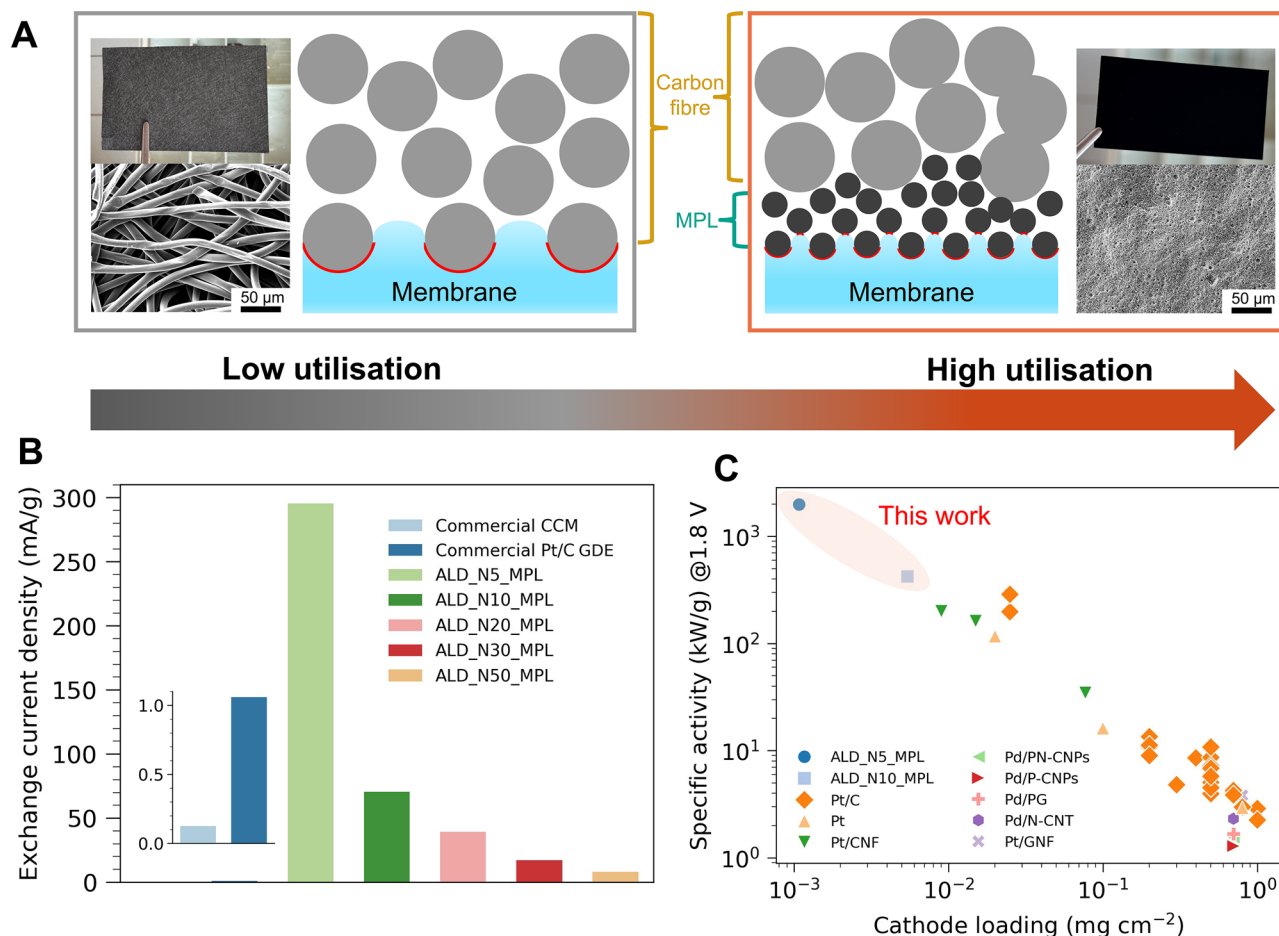 A
Carbon
fibre
MPL
50 µm
Membrane
Membrane
50 µm
Low utilisation
High utilisation
B
Exchange current density (mA/g)
300
250
200
150
100
50
0
1.0
0.5
0.0
Commercial CCM
Commercial Pt/C GDE
ALD_N5_MPL
ALD_N10_MPL
ALD_N20_MPL
ALD_N30_MPL
ALD_N50_MPL
C
Specific activity (kW/g) @1.8 V
10³
10²
10¹
10⁰
This work
ALD_N5_MPL
ALD_N10_MPL
Pt/C
Pt
Pt/CNF
Pd/PN-CNPs
Pd/P-CNPs
Pd/PG
Pd/N-CNT
Pt/GNF
10⁻³
10⁻²
10⁻¹
10⁰
Cathode loading (mg cm⁻²)